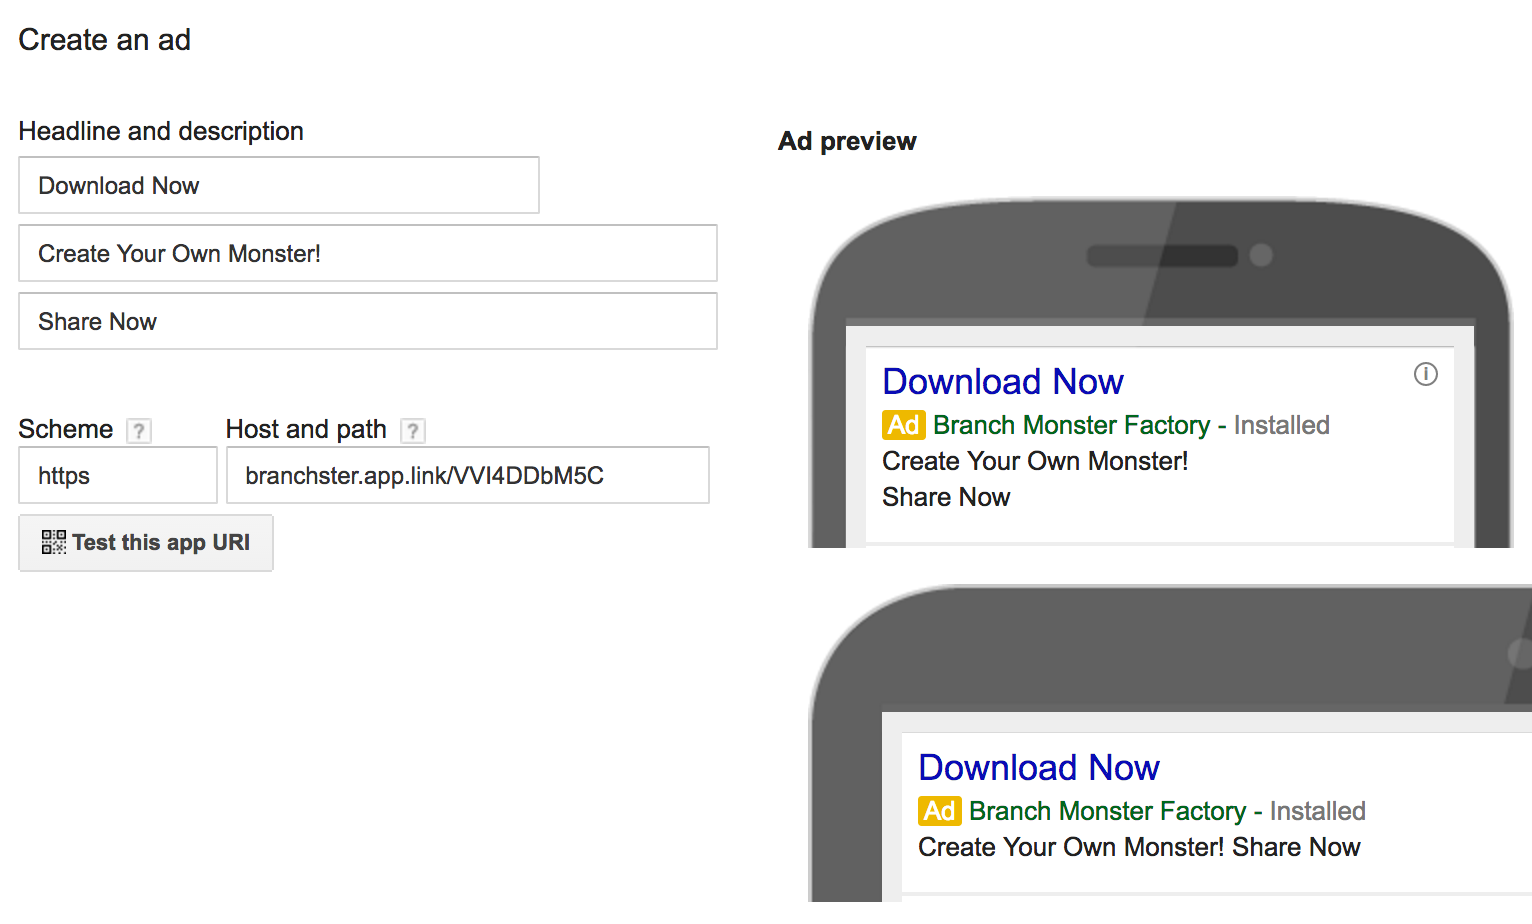 Create an ad
Headline and description
Download Now
Create Your Own Monster!
Share Now
Scheme ?
Host and path ?
https
branchster.app.link/VVI4DDbM5C
Test this app URI
Ad preview
Download Now
Ad Branch Monster Factory - Installed
Create Your Own Monster!
Share Now
Download Now
Ad Branch Monster Factory - Installed
Create Your Own Monster! Share Now